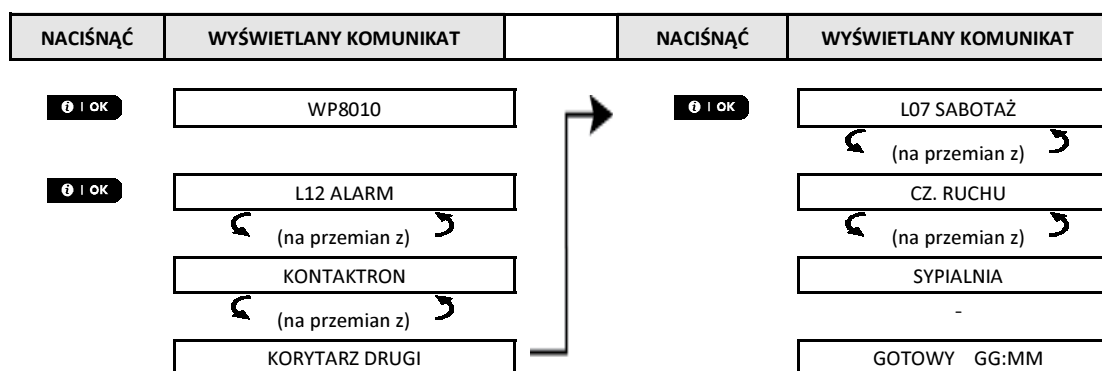 NACIŚNĄĆ WYŚWIETLANY KOMUNIKAT NACIŚNĄĆ WYŚWIETLANY KOMUNIKAT
i | OK WP8010
i | OK L12 ALARM
(na przemian z)
KONTAKTRON
(na przemian z)
KORYTARZ DRUGI
i | OK L07 SABOTAŻ
(na przemian z)
CZ. RUCHU
(na przemian z)
SYPIALNIA
-
GOTOWY GG:MM